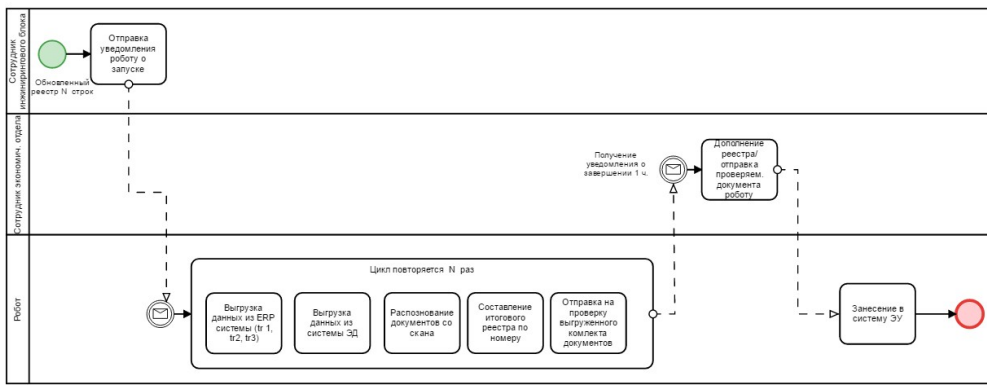 Сотрудник
инжинирингового блока
Отправка
уведомления
роботу о
запуске
Обновленный
реестр N строк
Сотрудник экономич. отдела
Получение
уведомления о
завершении 1 ч.
Дополнение
реестра/
отправка
проверяем.
документа
роботу
Робот
Цикл повторяется N раз
Выгрузка
данных из ERP
системы (tr 1,
tr2, tr3)
Выгрузка
данных из
системы ЭД
Распознование
документов со
скана
Составление
итогового
реестра по
номеру
Отправка на
проверку
выгруженного
комлекта
документов
Занесение в
систему ЭУ